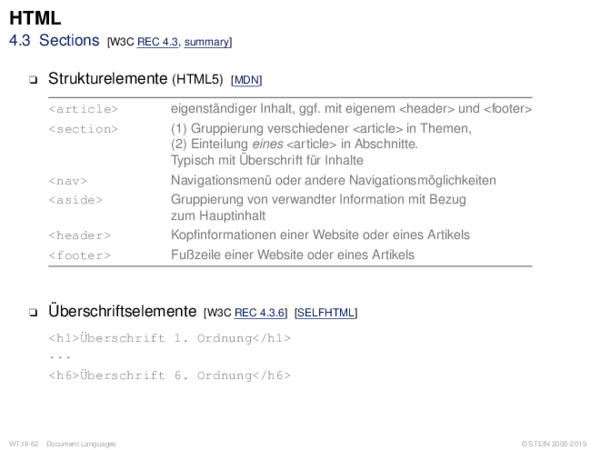 HTML
4.3 Sections [W3C REC 4.3, summary]
❑ Strukturelemente (HTML5) [MDN]
<article> eigenständiger Inhalt, ggf. mit eigenem <header> und <footer>
<section> (1) Gruppierung verschiedener <article> in Themen,
(2) Einteilung eines <article> in Abschnitte.
Typisch mit Überschrift für Inhalte
<nav> Navigationsmenü oder andere Navigationsmöglichkeiten
<aside> Gruppierung von verwandter Information mit Bezug
zum Hauptinhalt
<header> Kopfinformationen einer Website oder eines Artikels
<footer> Fußzeile einer Website oder eines Artikels
❑ Überschriftselemente [W3C REC 4.3.6] [SELFHTML]
<h1>Überschrift 1. Ordnung</h1>
...
<h6>Überschrift 6. Ordnung</h6>
WT:III-62 Document Languages © STEIN 2005-2019